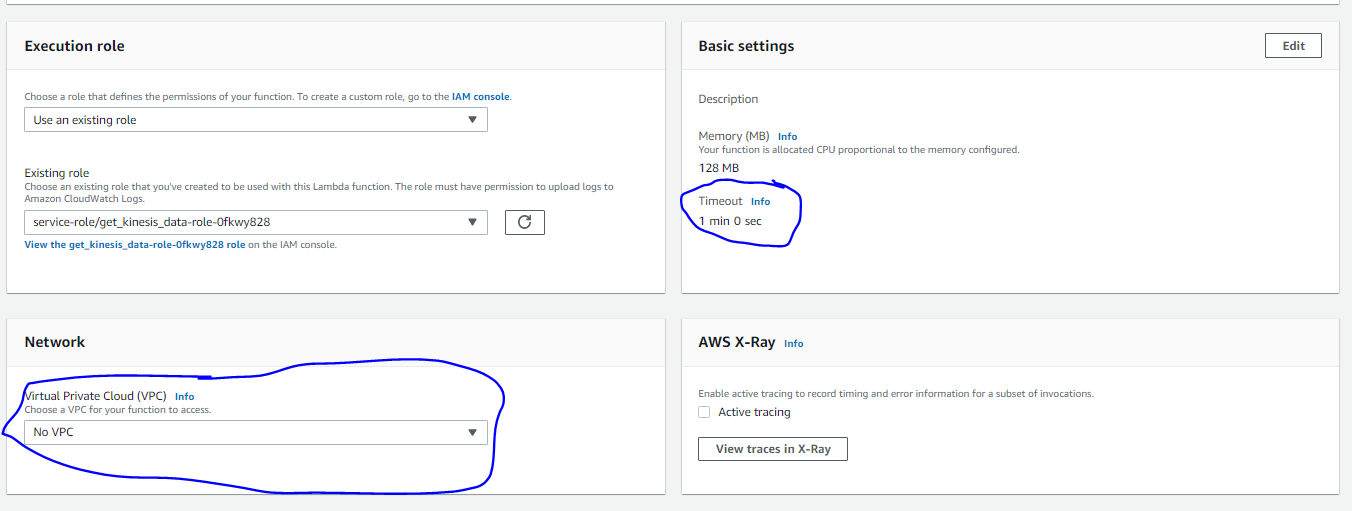 Execution role
Choose a role that defines the permissions of your function. To create a custom role, go to the IAM console.
Use an existing role
Existing role
Choose an existing role that you've created to be used with this Lambda function. The role must have permission to upload logs to
Amazon CloudWatch Logs.
service-role/get_kinesis_data-role-0fkwy828
View the get_kinesis_data-role-0fkwy828 role on the IAM console.
Basic settings
Edit
Description
Memory (MB) Info
Your function is allocated CPU proportional to the memory configured.
128 MB
Timeout Info
1 min 0 sec
Network
Virtual Private Cloud (VPC) Info
Choose a VPC for your function to access.
No VPC
AWS X-Ray Info
Enable active tracing to record timing and error information for a subset of invocations.
Active tracing
View traces in X-Ray